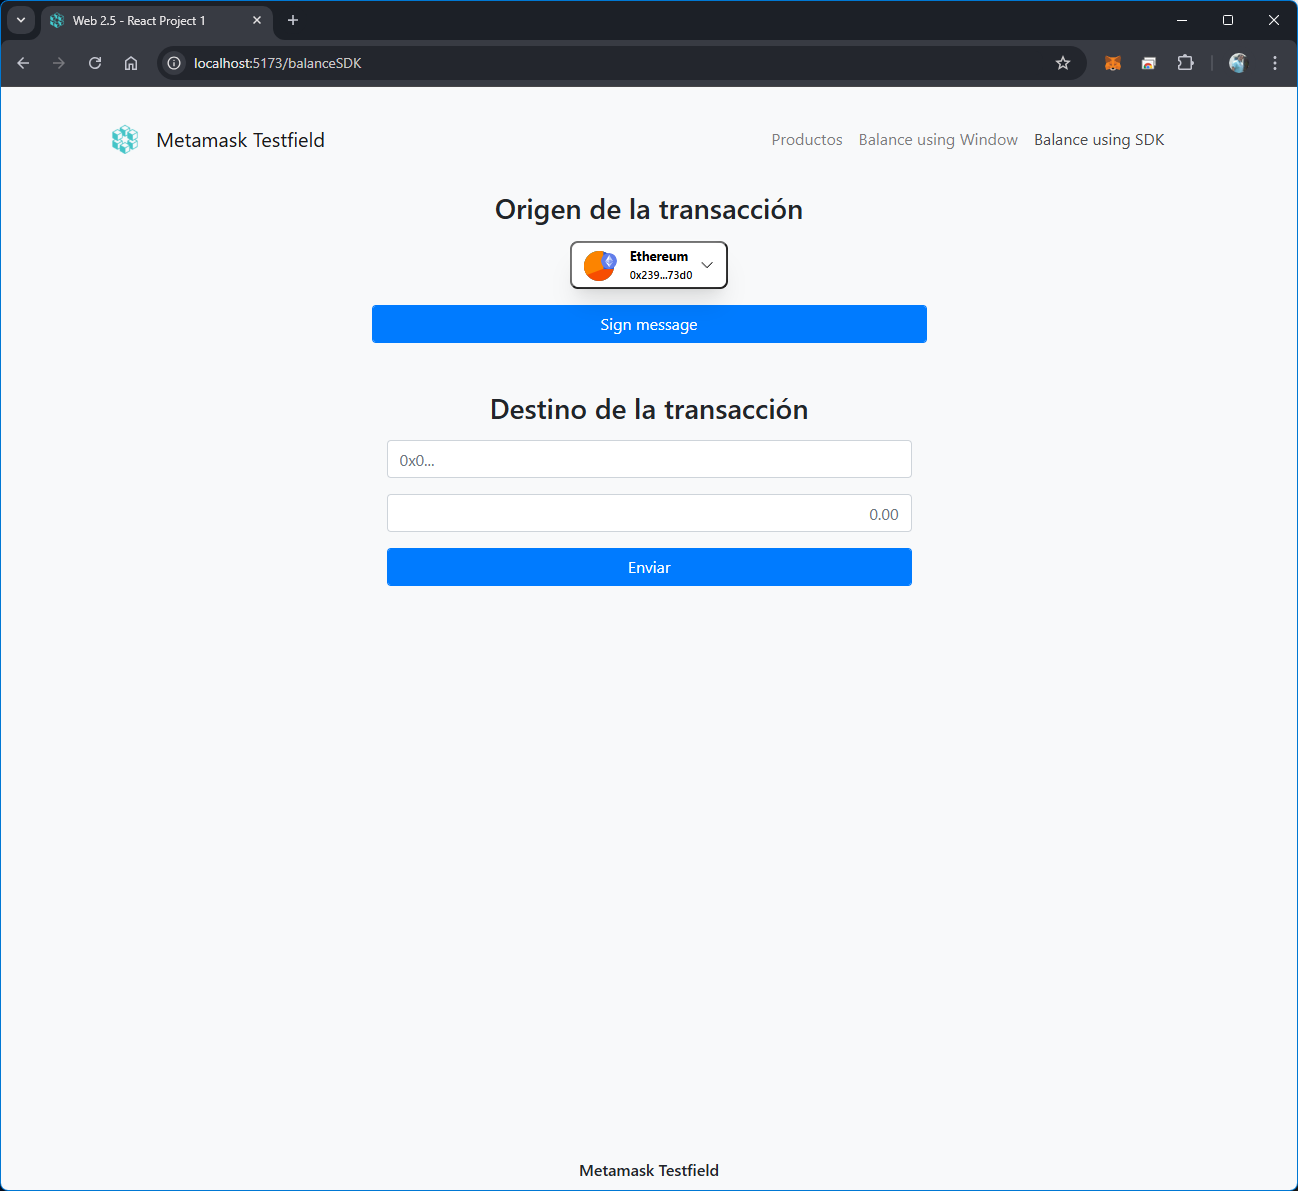 Web 2.5 - React Project 1
localhost:5173/balanceSDK
Metamask Testfield
Productos
Balance using Window
Balance using SDK
Origen de la transacción
Ethereum
0x239...73d0
Sign message
Destino de la transacción
0x0...
0.00
Enviar
Metamask Testfield